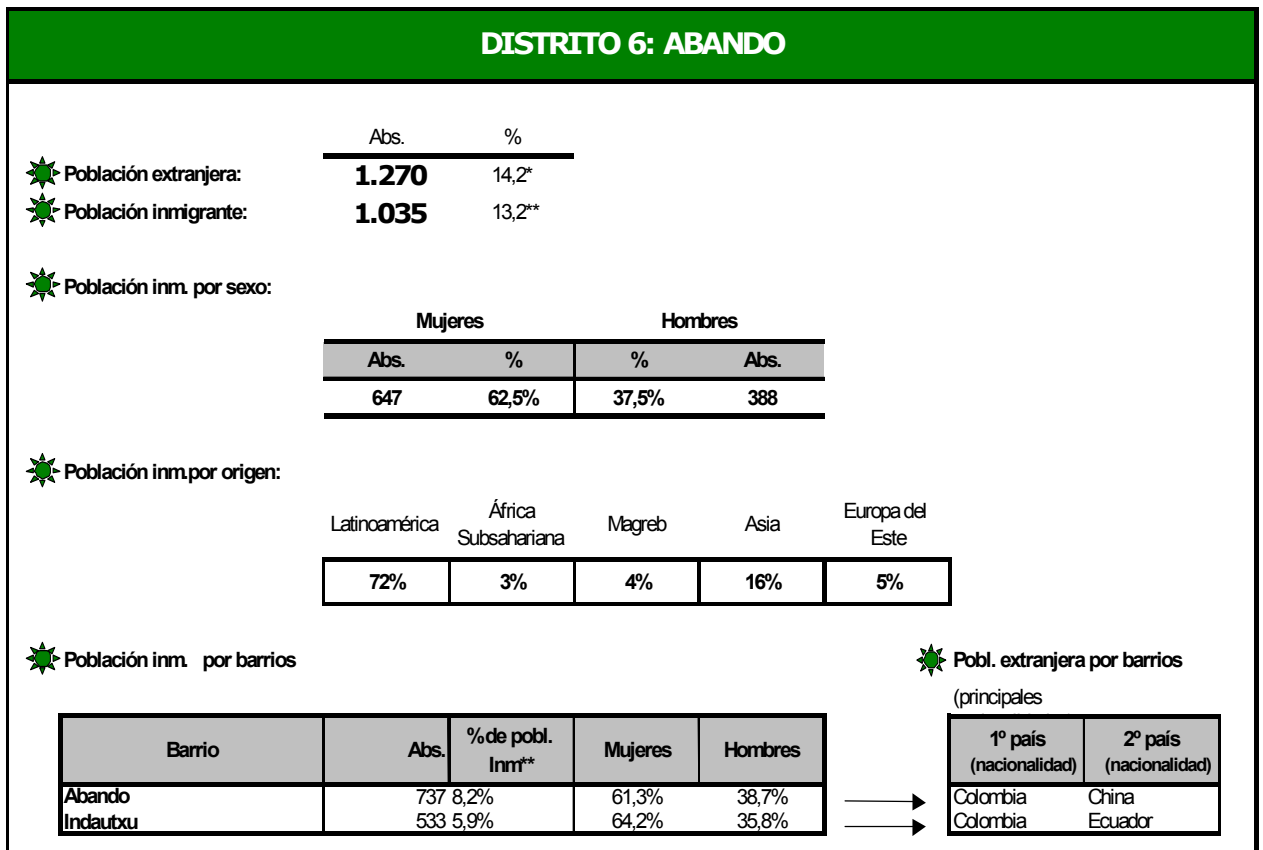 DISTRITO 6: ABANDO
Abs. %
Población extranjera: 1.270 14,2*
Población inmigrante: 1.035 13,2**
Población inm. por sexo:
Mujeres Hombres
Abs. % % Abs.
647 62,5% 37,5% 388
Población inm.por origen:
Latinoamérica África Subsahariana Magreb Asia Europa del Este
72% 3% 4% 16% 5%
Población inm. por barrios Pobl. extranjera por barrios
(principales
Barrio Abs. % de pobl. Inm** Mujeres Hombres 1º país (nacionalidad) 2º país (nacionalidad)
Abando 737 8,2% 61,3% 38,7% Colombia China
Indautxu 533 5,9% 64,2% 35,8% Colombia Ecuador